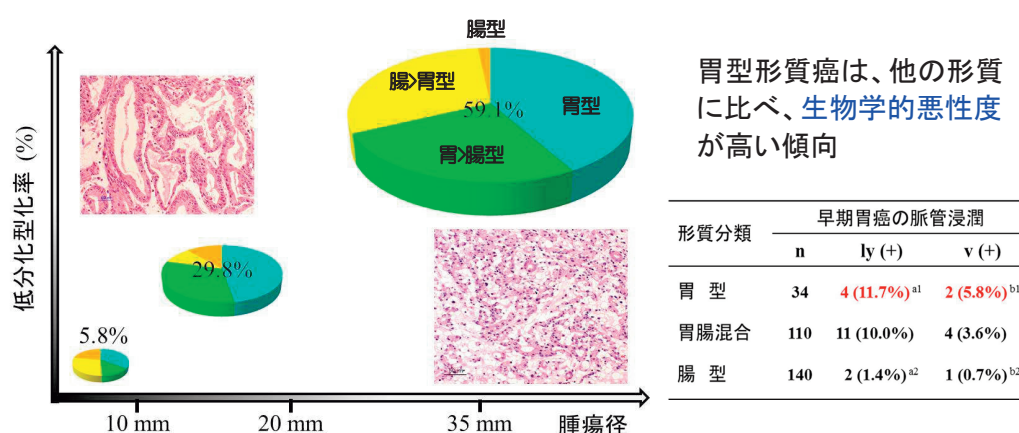 腸型
腸>胃型
59.1%
胃型
胃>腸型
低分化型化率 (%)
29.8%
5.8%
10 mm
20 mm
35 mm
腫瘍径
胃型形質癌は、他の形質
に比べ、生物学的悪性度
が高い傾向
形質分類 早期胃癌の脈管浸潤
n ly (+) v (+)
胃 型 34 4 (11.7%) a1 2 (5.8%) b1
胃腸混合 110 11 (10.0%) 4 (3.6%)
腸 型 140 2 (1.4%) a2 1 (0.7%) b2